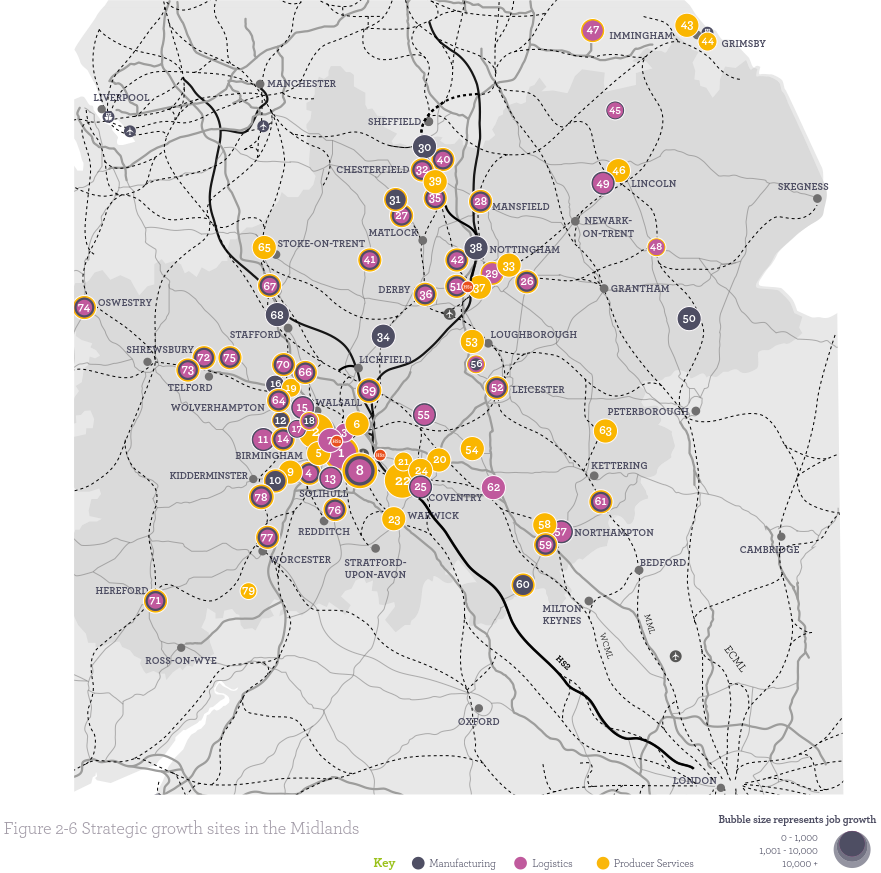 47
IMMINGHAM
43
44
GRIMSBY
MANCHESTER
LIVERPOOL
45
SHEFFIELD
30
40
CHESTERFIELD
32
39
46
LINCOLN
49
31
35
28
MANSFIELD
27
SKEGNESS
MATLOCK
NEWARK-
ON-TRENT
65
STOKE-ON-TRENT
38
NOTTINGHAM
48
41
42
29
33
26
67
DERBY
36
51
37
GRANTHAM
74
OSWESTRY
68
50
STAFFORD
34
53
LOUGHBOROUGH
SHREWSBURY
72
75
73
TELFORD
70
66
LICHFIELD
56
16
19
69
52
LEICESTER
64
WOLVERHAMPTON
15
WALSALL
55
PETERBOROUGH
12
18
17
2
3
6
63
11
14
7
BIRMINGHAM
5
1
54
KIDDERMINSTER
10
9
4
13
8
21
24
20
22
25
COVENTRY
62
KETTERING
78
SOLIHULL
61
76
23
WARWICK
58
57
NORTHAMPTON
REDDITCH
59
77
WORCESTER
STRATFORD-
UPON-AVON
CAMBRIDGE
BEDFORD
HEREFORD
71
79
60
MILTON
KEYNES
MML
WCML
ECML
HS2
ROSS-ON-WYE
OXFORD
LONDON
Figure 2-6 Strategic growth sites in the Midlands
Bubble size represents job growth
0 - 1,000
1,001 - 10,000
10,000 +
Key
Manufacturing
Logistics
Producer Services